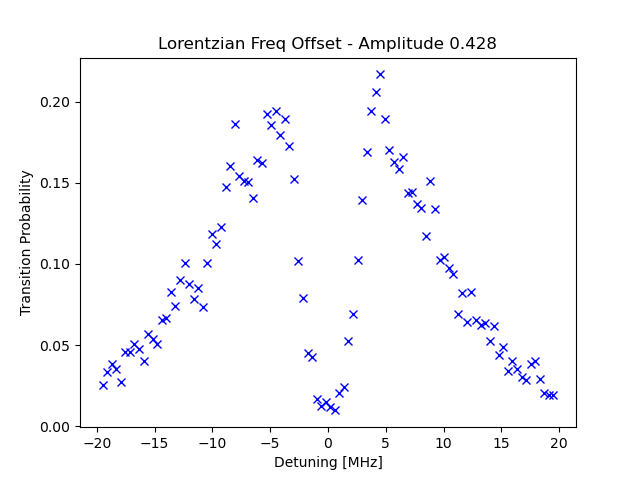 Lorentzian Freq Offset - Amplitude 0.428
Transition Probability
0.20
0.15
0.10
0.05
0.00
−20 −15 −10 −5 0 5 10 15 20
Detuning [MHz]